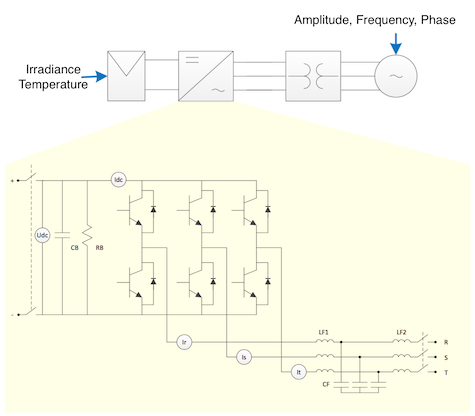 Amplitude, Frequency, Phase
Irradiance
Temperature
+
Idc
Udc
CB
RB
-
Ir
Is
It
LF1
LF2
R
S
T
CF